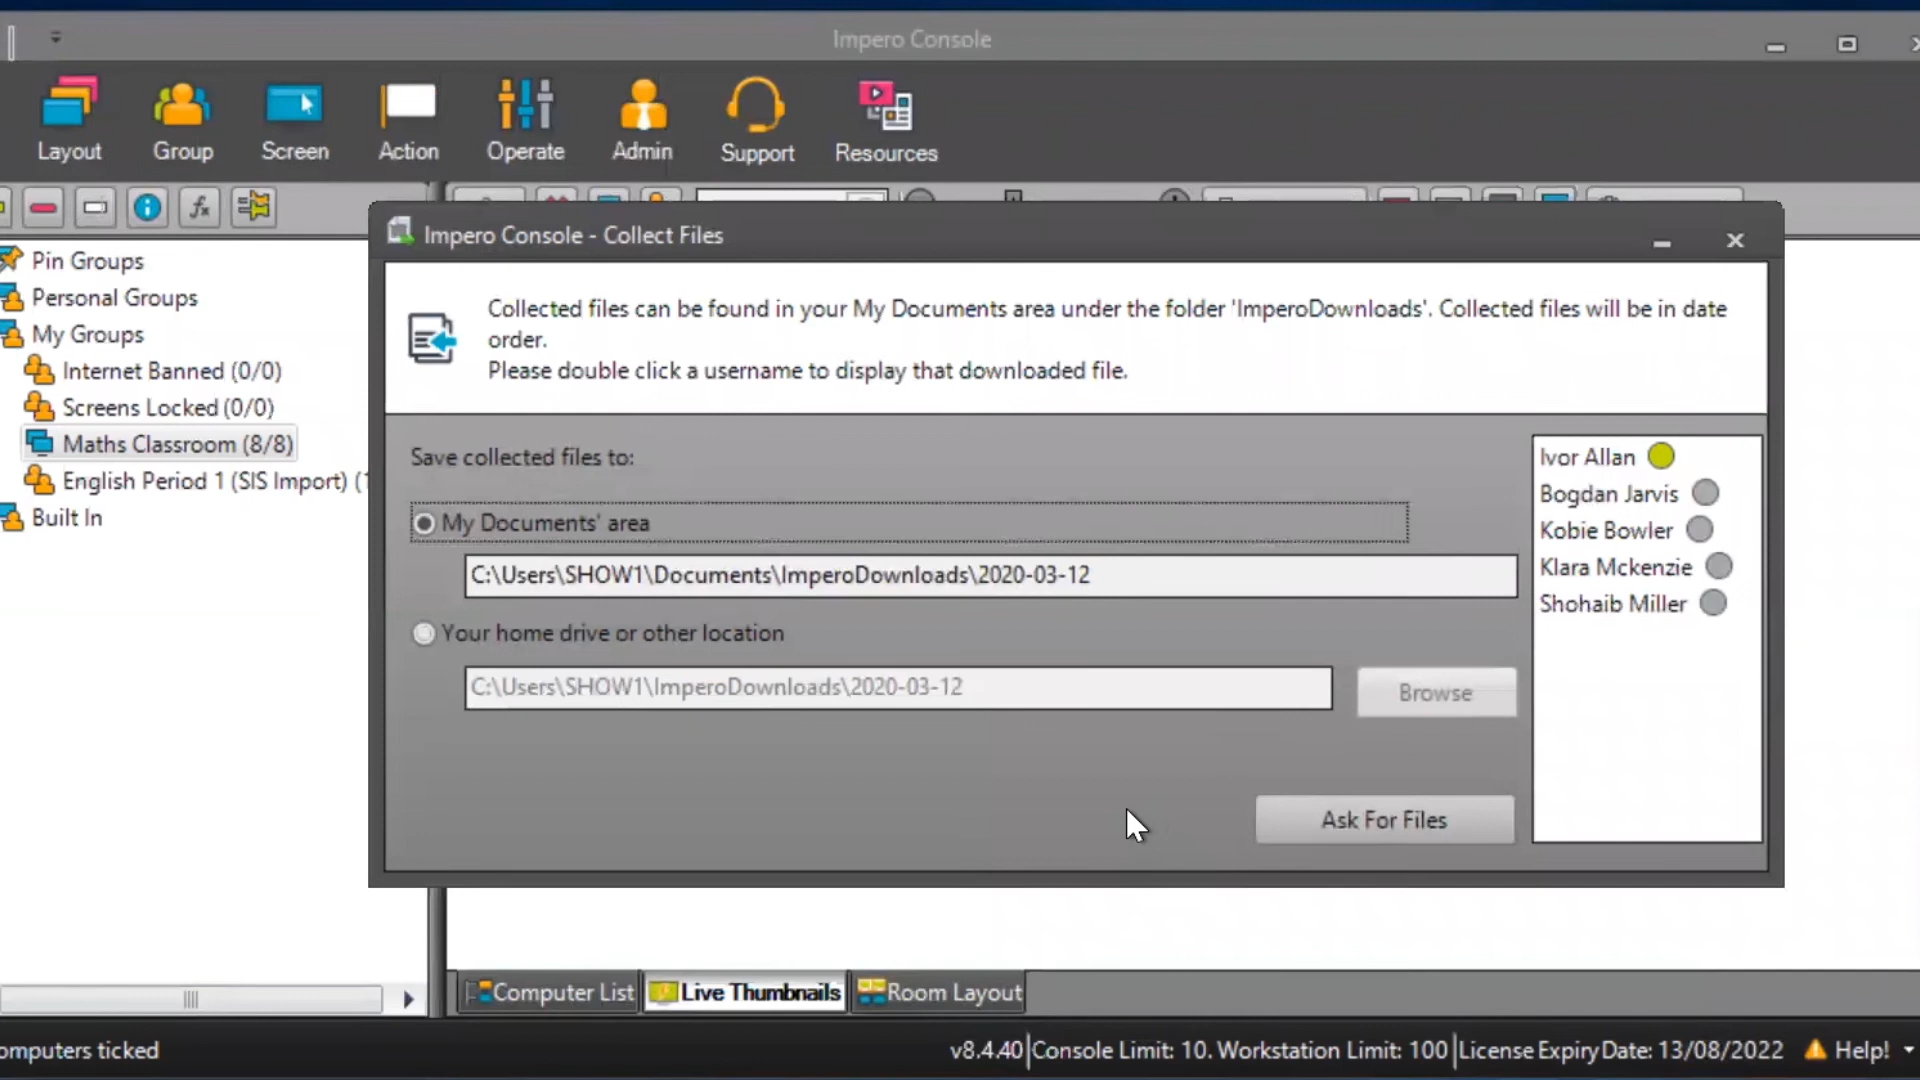 Impero Console
Layout
Group
Screen
Action
Operate
Admin
Support
Resources
Pin Groups
Personal Groups
My Groups
Internet Banned (0/0)
Screens Locked (0/0)
Maths Classroom (8/8)
English Period 1 (SIS Import) (1
Built In
Impero Console - Collect Files
Collected files can be found in your My Documents area under the folder 'ImperoDownloads'. Collected files will be in date
order.
Please double click a username to display that downloaded file.
Save collected files to:
My Documents' area
C:\Users\SHOW1\Documents\ImperoDownloads\2020-03-12
Your home drive or other location
C:\Users\SHOW1\ImperoDownloads\2020-03-12
Browse
Ask For Files
Ivor Allan
Bogdan Jarvis
Kobie Bowler
Klara Mckenzie
Shohaib Miller
Computer List
Live Thumbnails
Room Layout
omputers ticked
v8.4.40
Console Limit: 10. Workstation Limit: 100
License Expiry Date: 13/08/2022
Help!